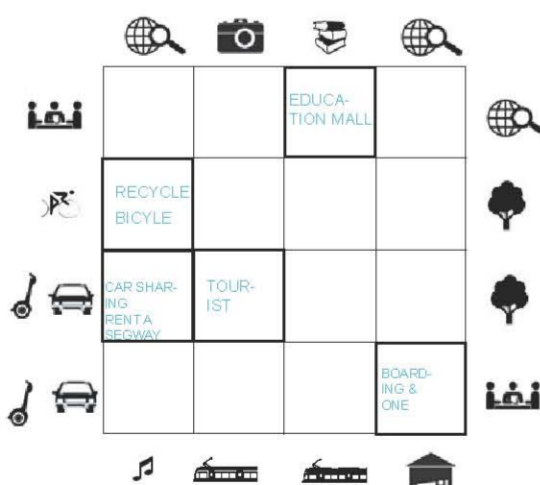 EDUCA-
TION MALL
RECYCLE
BICYLE
CAR SHAR-
ING
RENT A
SEGWAY
TOUR-
IST
BOARD-
ING &
ONE